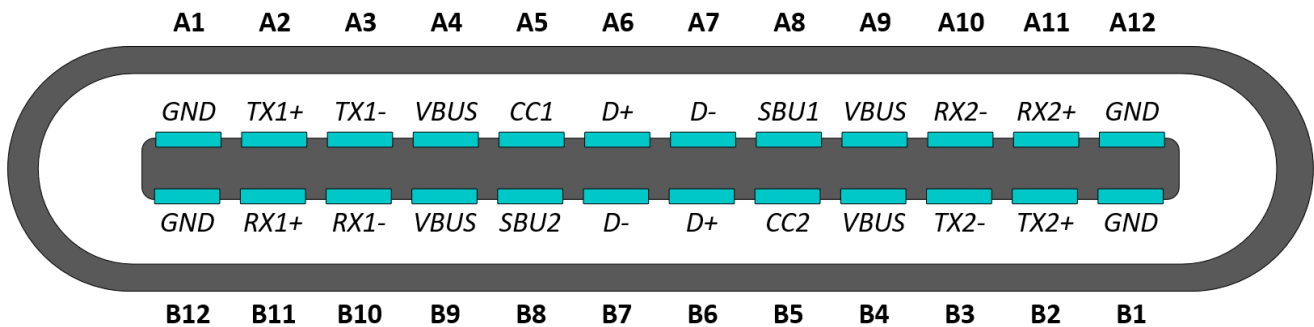 A1 A2 A3 A4 A5 A6 A7 A8 A9 A10 A11 A12
GND TX1+ TX1- VBUS CC1 D+ D- SBU1 VBUS RX2- RX2+ GND
GND RX1+ RX1- VBUS SBU2 D- D+ CC2 VBUS TX2- TX2+ GND
B12 B11 B10 B9 B8 B7 B6 B5 B4 B3 B2 B1